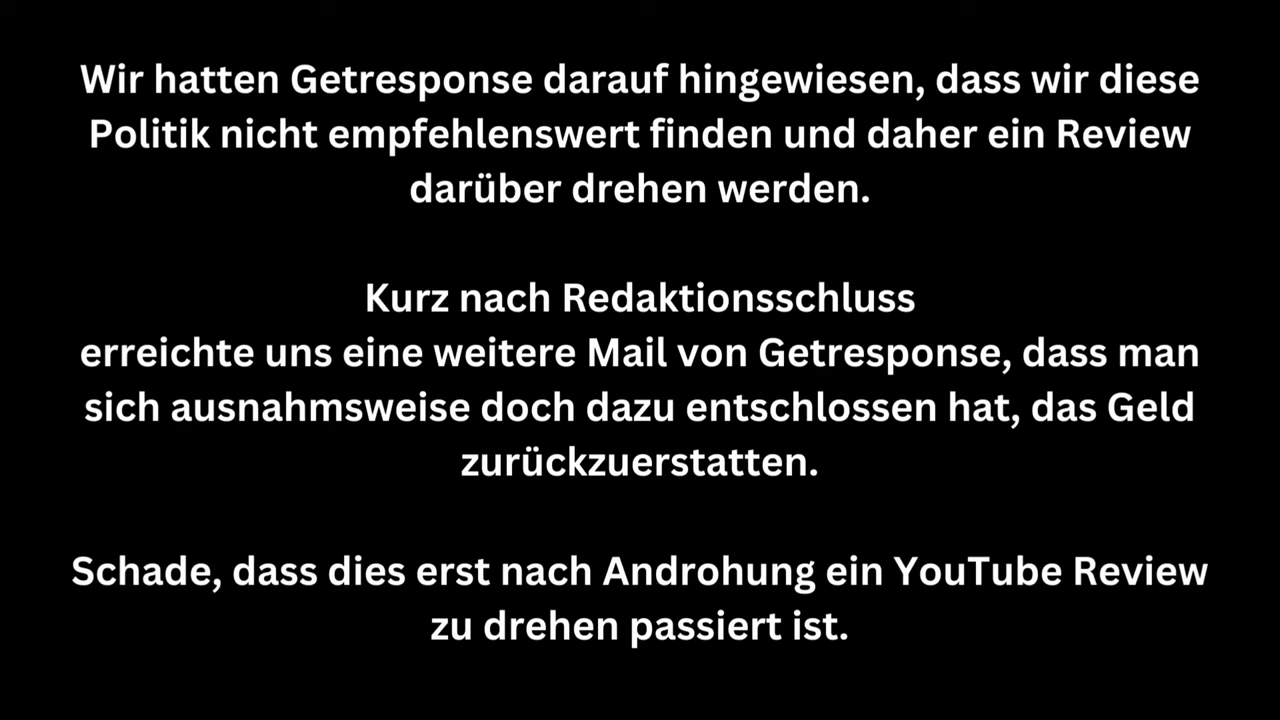 Wir hatten Getresponse darauf hingewiesen, dass wir diese
Politik nicht empfehlenswert finden und daher ein Review
darüber drehen werden.
Kurz nach Redaktionsschluss
erreichte uns eine weitere Mail von Getresponse, dass man
sich ausnahmsweise doch dazu entschlossen hat, das Geld
zurückzuerstatten.
Schade, dass dies erst nach Androhung ein YouTube Review
zu drehen passiert ist.